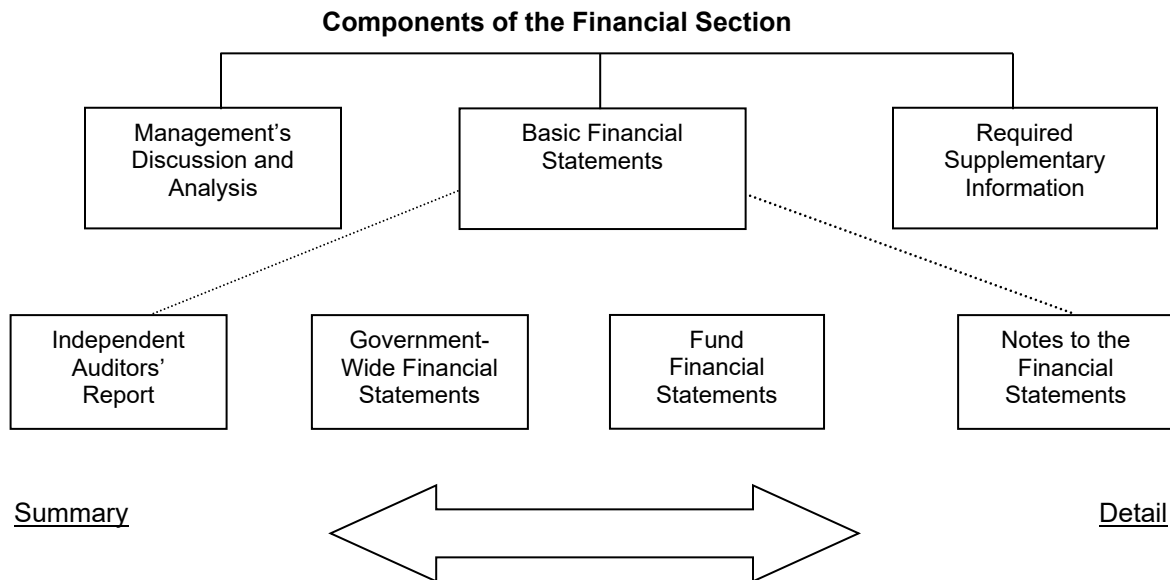 Components of the Financial Section
Management’s
Discussion and
Analysis
Basic Financial
Statements
Required
Supplementary
Information
Independent
Auditors’
Report
Government-
Wide Financial
Statements
Fund
Financial
Statements
Notes to the
Financial
Statements
Summary
Detail